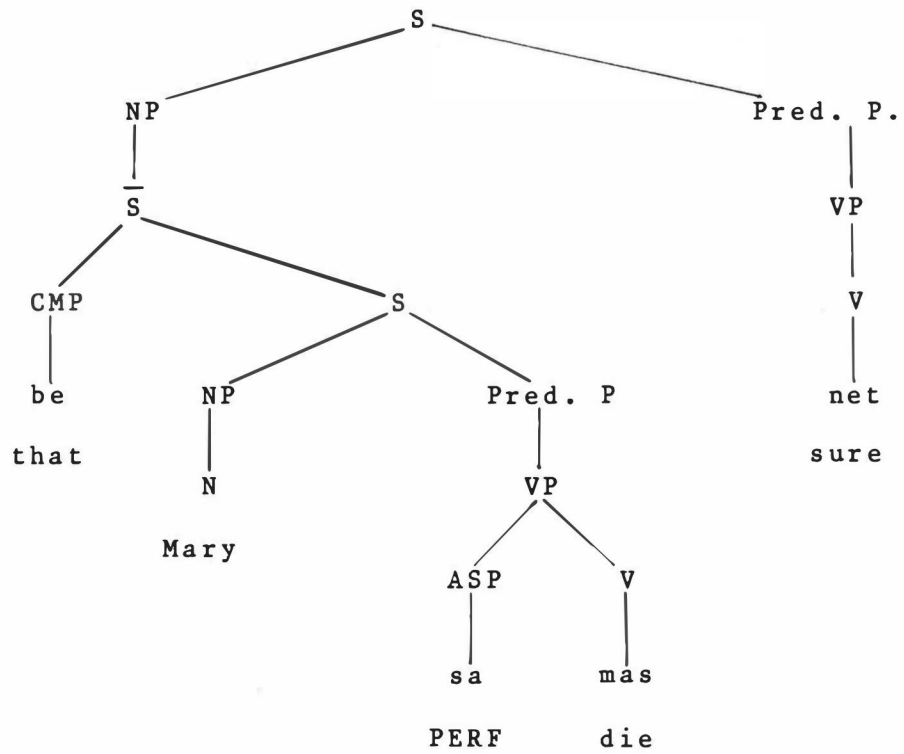 S
NP Pred. P.
S̅ VP
CMP S V
be NP Pred. P net
that sure
N VP
Mary
ASP V
sa mas
PERF die